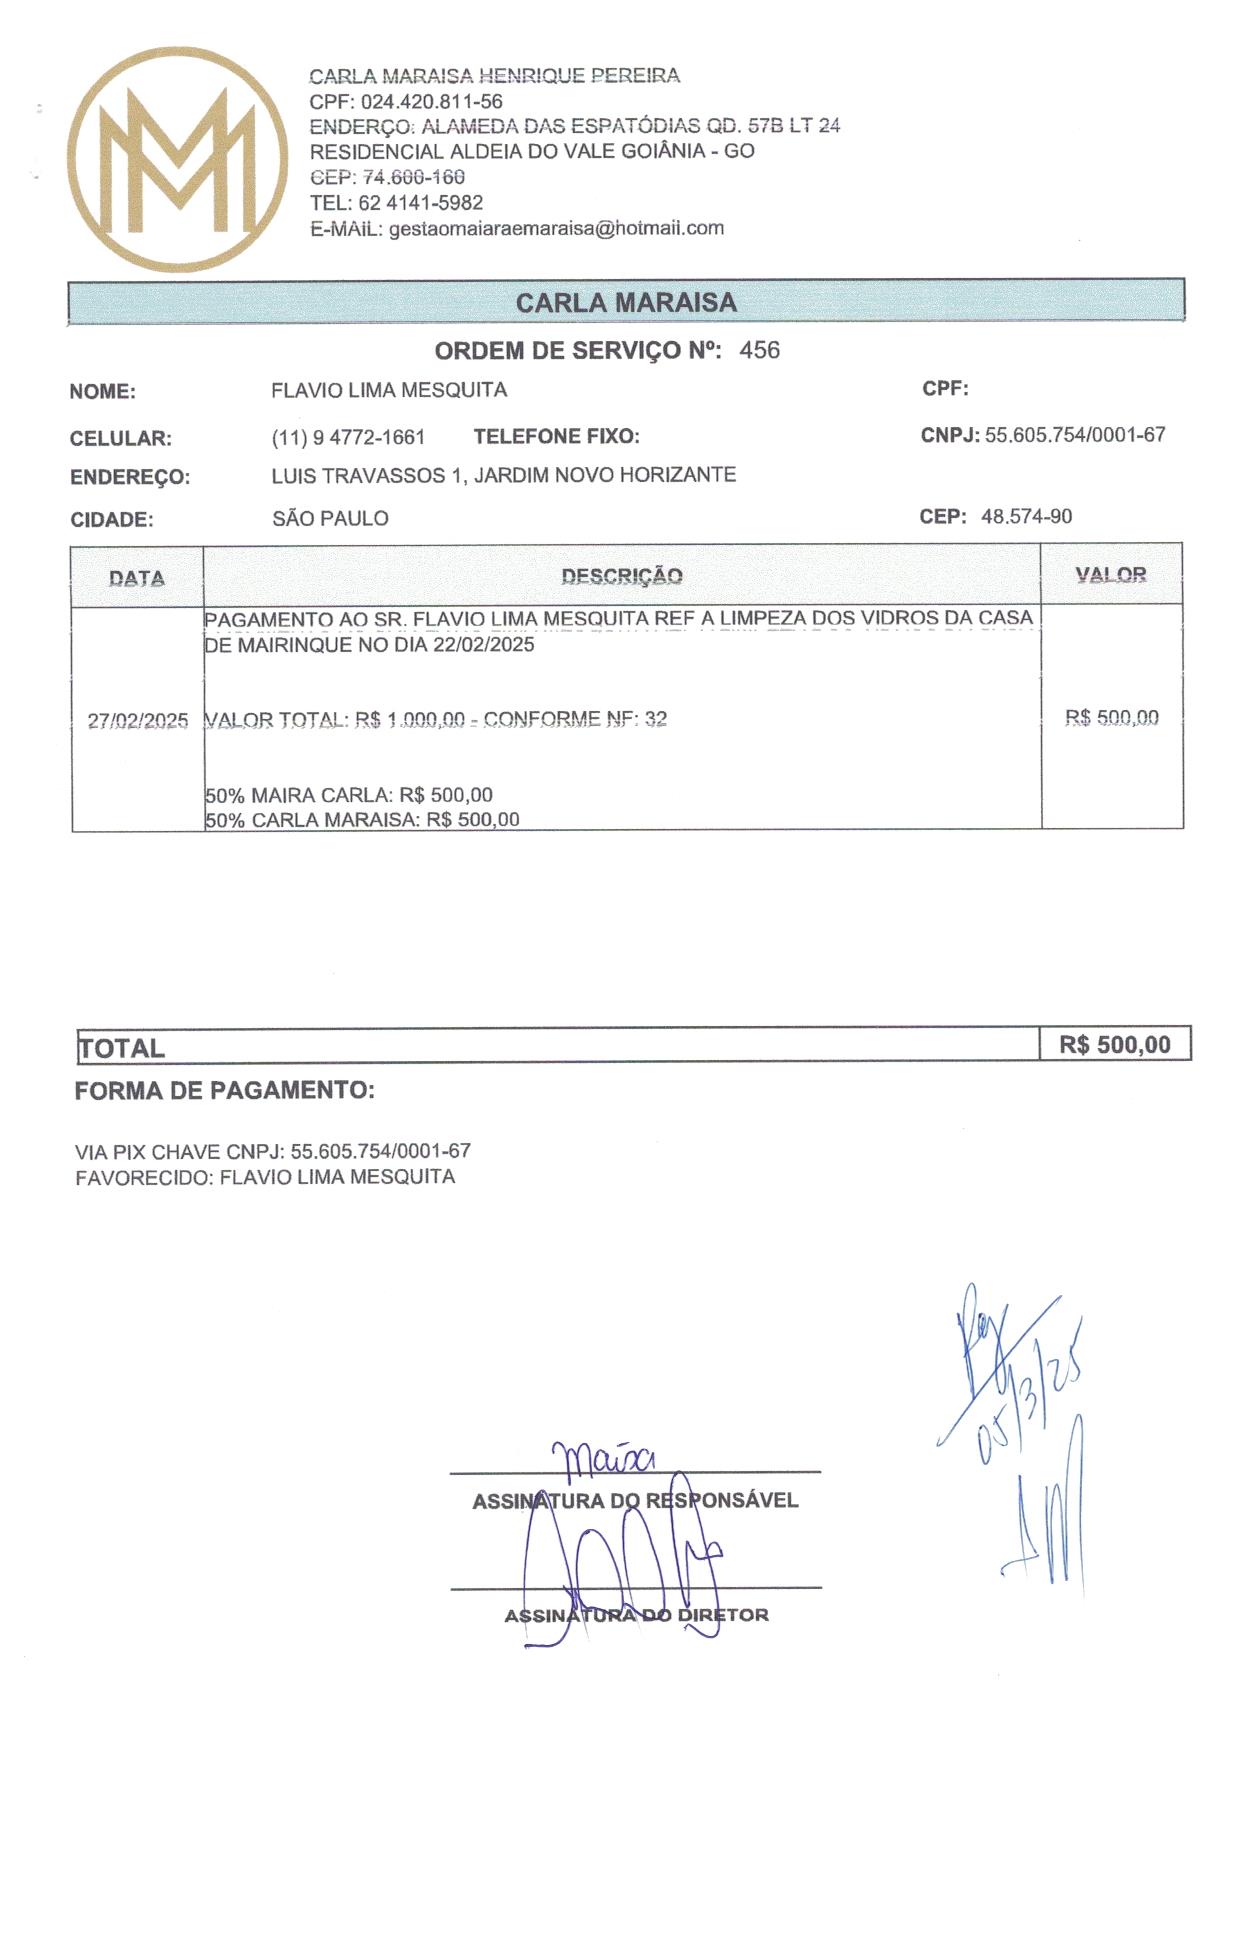 CARLA MARAISA HENRIQUE PEREIRA
CPF: 024.420.811-56
ENDERÇO: ALAMEDA DAS ESPATÓDIAS QD. 57B LT 24
RESIDENCIAL ALDEIA DO VALE GOIÂNIA - GO
CEP: 74.680-160
TEL: 62 4141-5982
E-MAIL: gestaomaiaraemaraisa@hotmail.com
CARLA MARAISA
ORDEM DE SERVIÇO Nº: 456
NOME: FLAVIO LIMA MESQUITA CPF:
CELULAR: (11) 9 4772-1661 TELEFONE FIXO: CNPJ: 55.605.754/0001-67
ENDEREÇO: LUIS TRAVASSOS 1, JARDIM NOVO HORIZANTE
CIDADE: SÃO PAULO CEP: 48.574-90
DATA DESCRIÇÃO VALOR
PAGAMENTO AO SR. FLAVIO LIMA MESQUITA REF A LIMPEZA DOS VIDROS DA CASA
DE MAIRINQUE NO DIA 22/02/2025
27/02/2025 VALOR TOTAL: R$ 1.000,00 - CONFORME NF: 32 R$ 500,00
50% MAIRA CARLA: R$ 500,00
50% CARLA MARAISA: R$ 500,00
TOTAL R$ 500,00
FORMA DE PAGAMENTO:
VIA PIX CHAVE CNPJ: 55.605.754/0001-67
FAVORECIDO: FLAVIO LIMA MESQUITA
05/3/25
Maisa
ASSINATURA DO RESPONSÁVEL
ASSINATURA DO DIRETOR